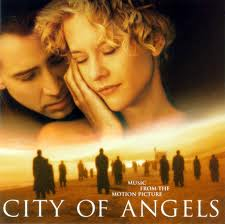 MUSIC
FROM THE
MOTION PICTURE
CITY OF ANGELS